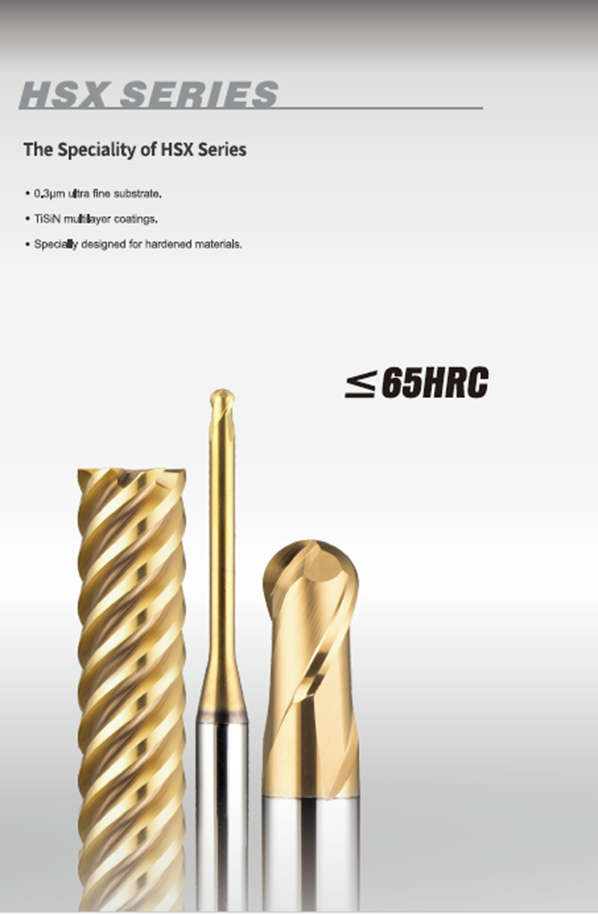 HSX SERIES
The Speciality of HSX Series
• 0.3μm ultra fine substrate.
• TiSiN multilayer coatings.
• Specially designed for hardened materials.
≤65HRC